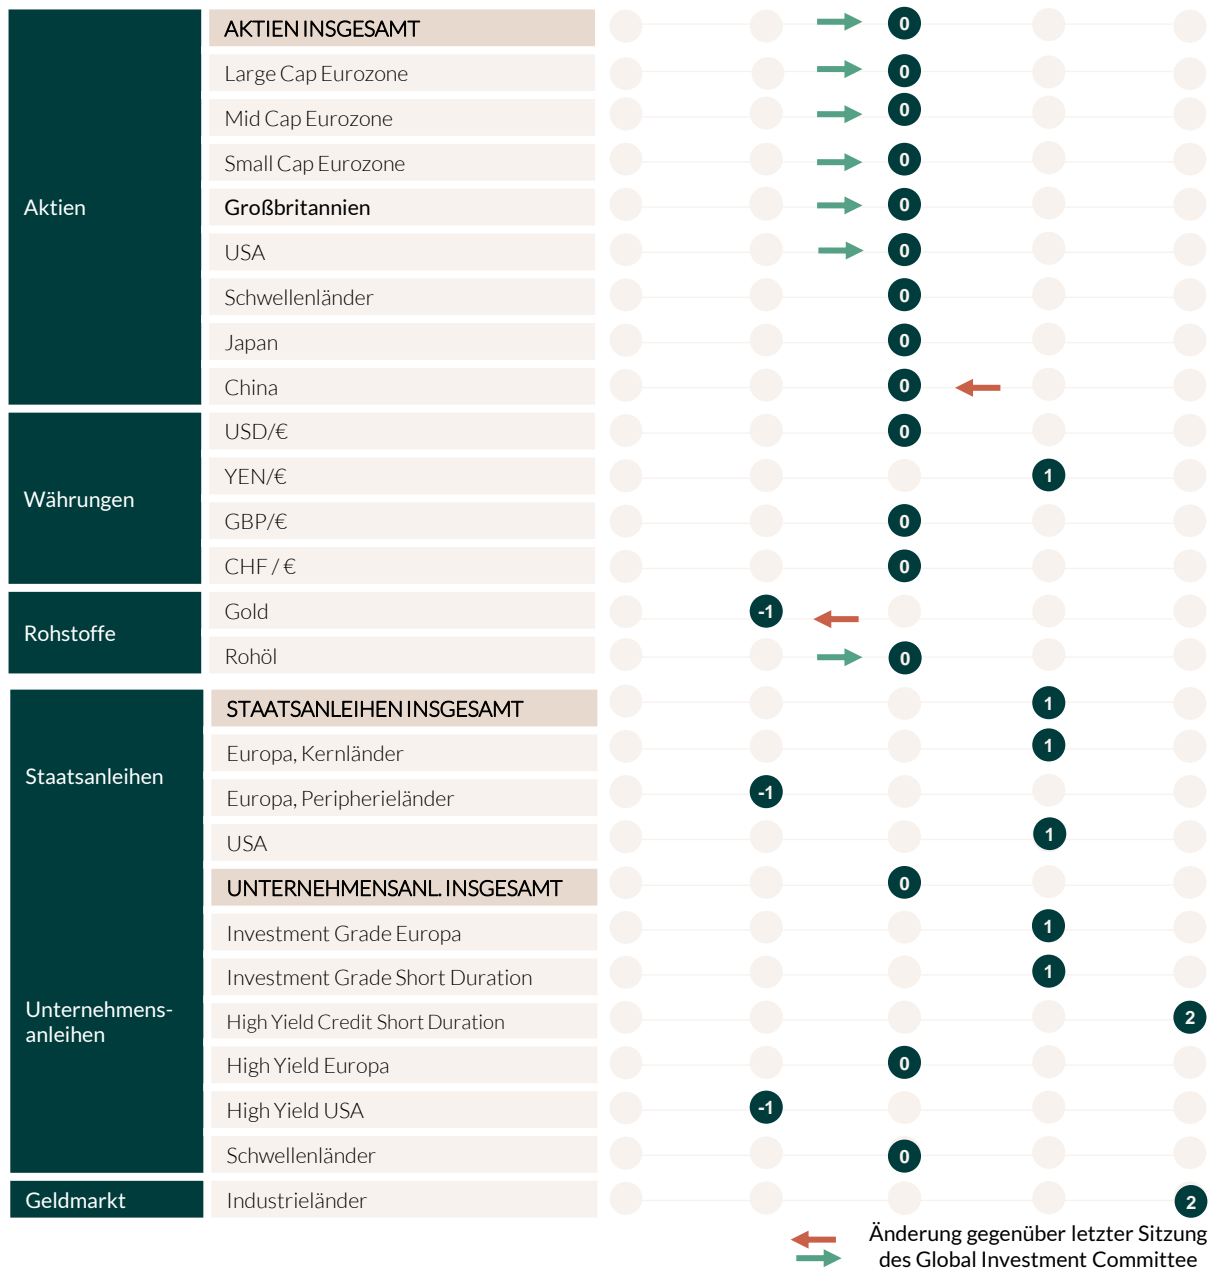 AKTIEN INSGESAMT 0
Large Cap Eurozone 0
Mid Cap Eurozone 0
Small Cap Eurozone 0
Aktien
Großbritannien 0
USA 0
Schwellenländer 0
Japan 0
China 0
USD/€ 0
YEN/€ 1
Währungen
GBP/€ 0
CHF / € 0
Gold -1
Rohstoffe
Rohöl 0
STAATSANLEIHEN INSGESAMT 1
Europa, Kernländer 1
Staatsanleihen
Europa, Peripherieländer -1
USA 1
UNTERNEHMENSANL. INSGESAMT 0
Investment Grade Europa 1
Investment Grade Short Duration 1
Unternehmens-
anleihen
High Yield Credit Short Duration 2
High Yield Europa 0
High Yield USA -1
Schwellenländer 0
Geldmarkt Industrieländer 2
Änderung gegenüber letzter Sitzung
des Global Investment Committee